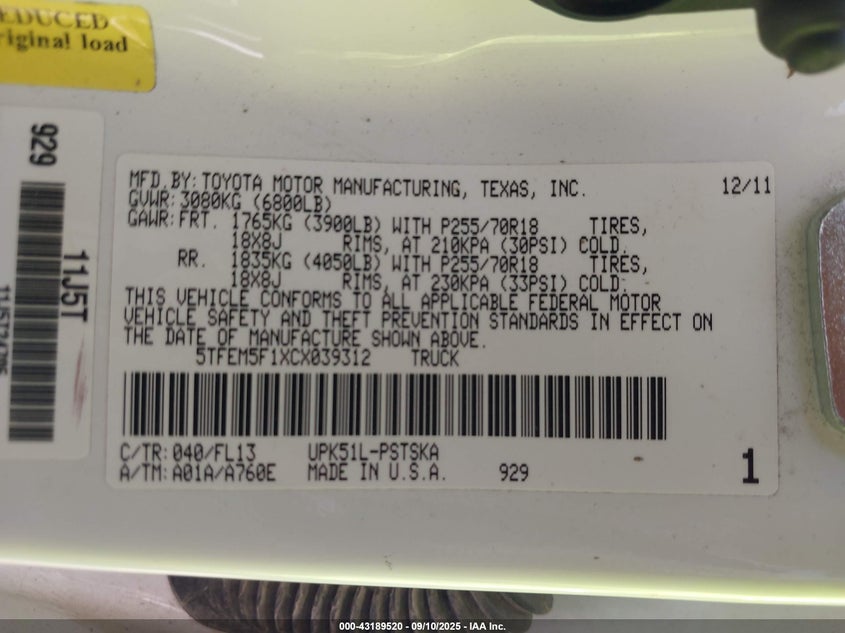 EDUCED
riginal load
929
11J5T
MFD.BY:TOYOTA MOTOR MANUFACTURING, TEXAS, INC. 12/11
GVWR:3080KG (6800LB)
GAWR:FRT. 1765KG (3900LB) WITH P255/70R18 TIRES,
18X8J RIMS, AT 210KPA (30PSI) COLD.
RR. 1835KG (4050LB) WITH P255/70R18 TIRES,
18X8J RIMS, AT 230KPA (33PSI) COLD.
THIS VEHICLE CONFORMS TO ALL APPLICABLE FEDERAL MOTOR
VEHICLE SAFETY AND THEFT PREVENTION STANDARDS IN EFFECT ON
THE DATE OF MANUFACTURE SHOWN ABOVE.
5TFEM5F1XCX039312 TRUCK
C/TR:040/FL13 UPK51L-PSTSKA
A/TM:A01A/A760E MADE IN U.S.A. 929 1
000-43189520 - 09/10/2025 - IAA Inc.